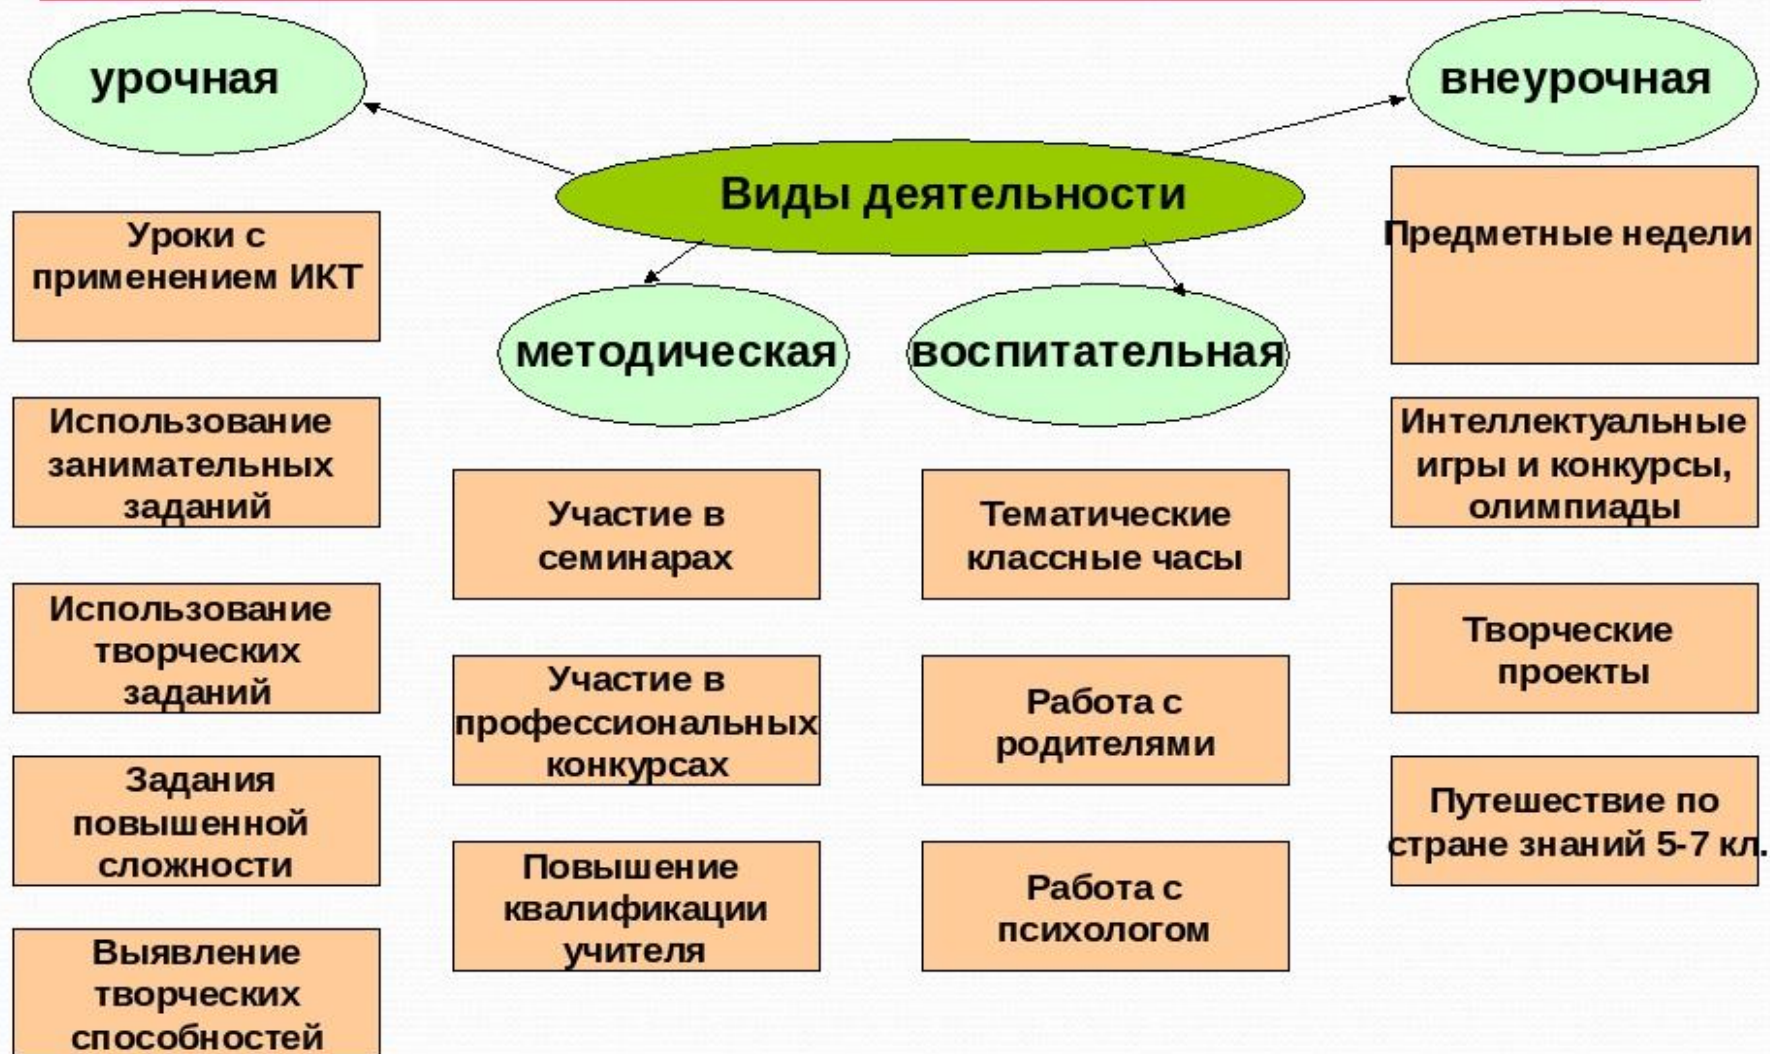 урочная
внеурочная
Виды деятельности
методическая
воспитательная
Уроки с
применением ИКТ
Использование
занимательных
заданий
Использование
творческих
заданий
Задания
повышенной
сложности
Выявление
творческих
способностей
Участие в
семинарах
Участие в
профессиональных
конкурсах
Повышение
квалификации
учителя
Тематические
классные часы
Работа с
родителями
Работа с
психологом
Предметные недели
Интеллектуальные
игры и конкурсы,
олимпиады
Творческие
проекты
Путешествие по
стране знаний 5-7 кл.